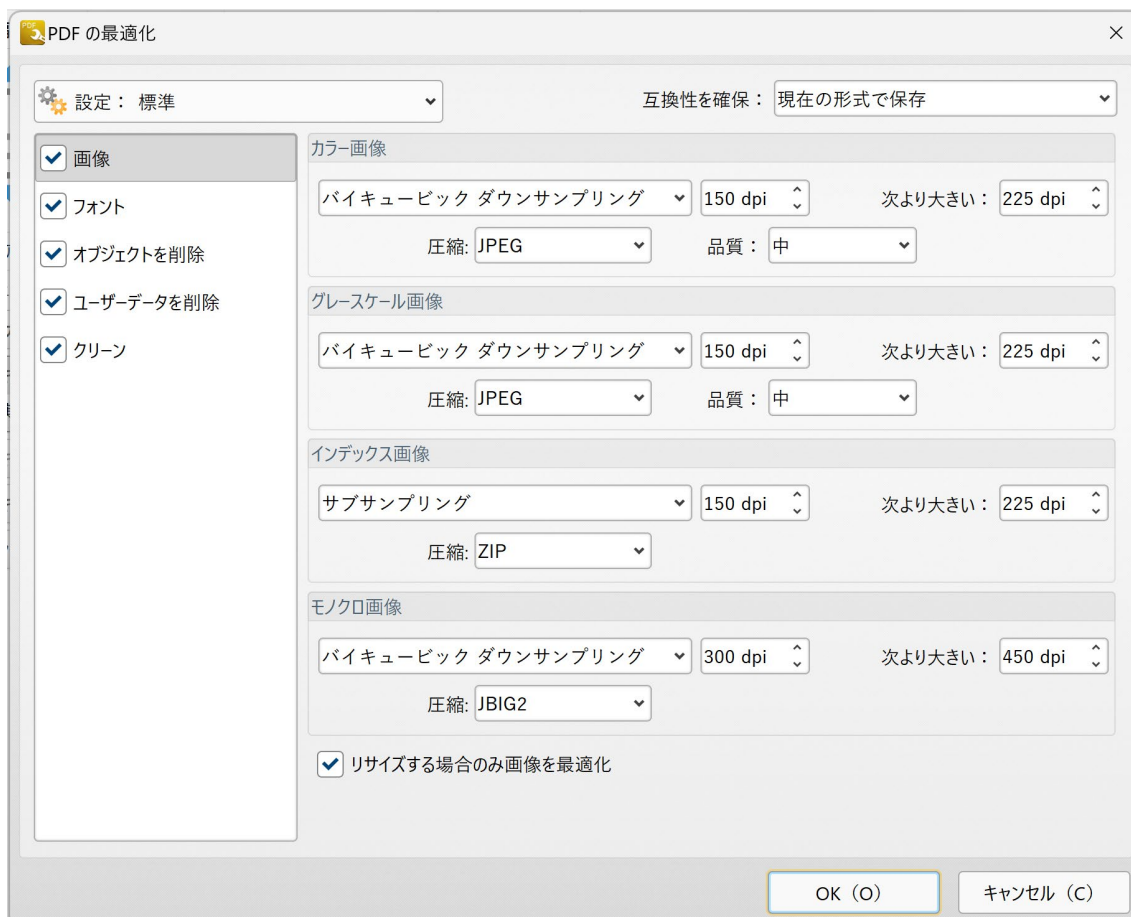 PDF の最適化
設定： 標準
互換性を確保： 現在の形式で保存
画像
フォント
オブジェクトを削除
ユーザーデータを削除
クリーン
カラー画像
バイキュービック ダウンサンプリング 150 dpi 次より大きい： 225 dpi
圧縮: JPEG 品質： 中
グレースケール画像
バイキュービック ダウンサンプリング 150 dpi 次より大きい： 225 dpi
圧縮: JPEG 品質： 中
インデックス画像
サブサンプリング 150 dpi 次より大きい： 225 dpi
圧縮: ZIP
モノクロ画像
バイキュービック ダウンサンプリング 300 dpi 次より大きい： 450 dpi
圧縮: JBIG2
リサイズする場合のみ画像を最適化
OK（O） キャンセル（C）